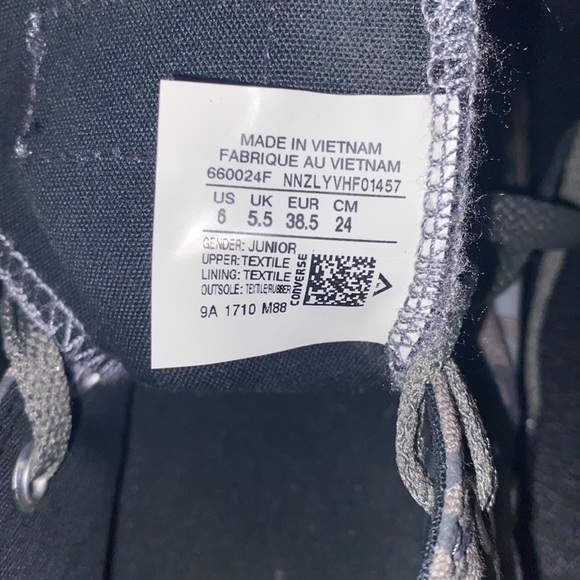 MADE IN VIETNAM
FABRIQUE AU VIETNAM
660024F NNZLYVHF01457
US UK EUR CM
6 5.5 38.5 24
GENDER: JUNIOR
UPPER: TEXTILE
LINING: TEXTILE
OUTSOLE: TEXTILE/RUBBER
CONVERSE
9A 1710 M88